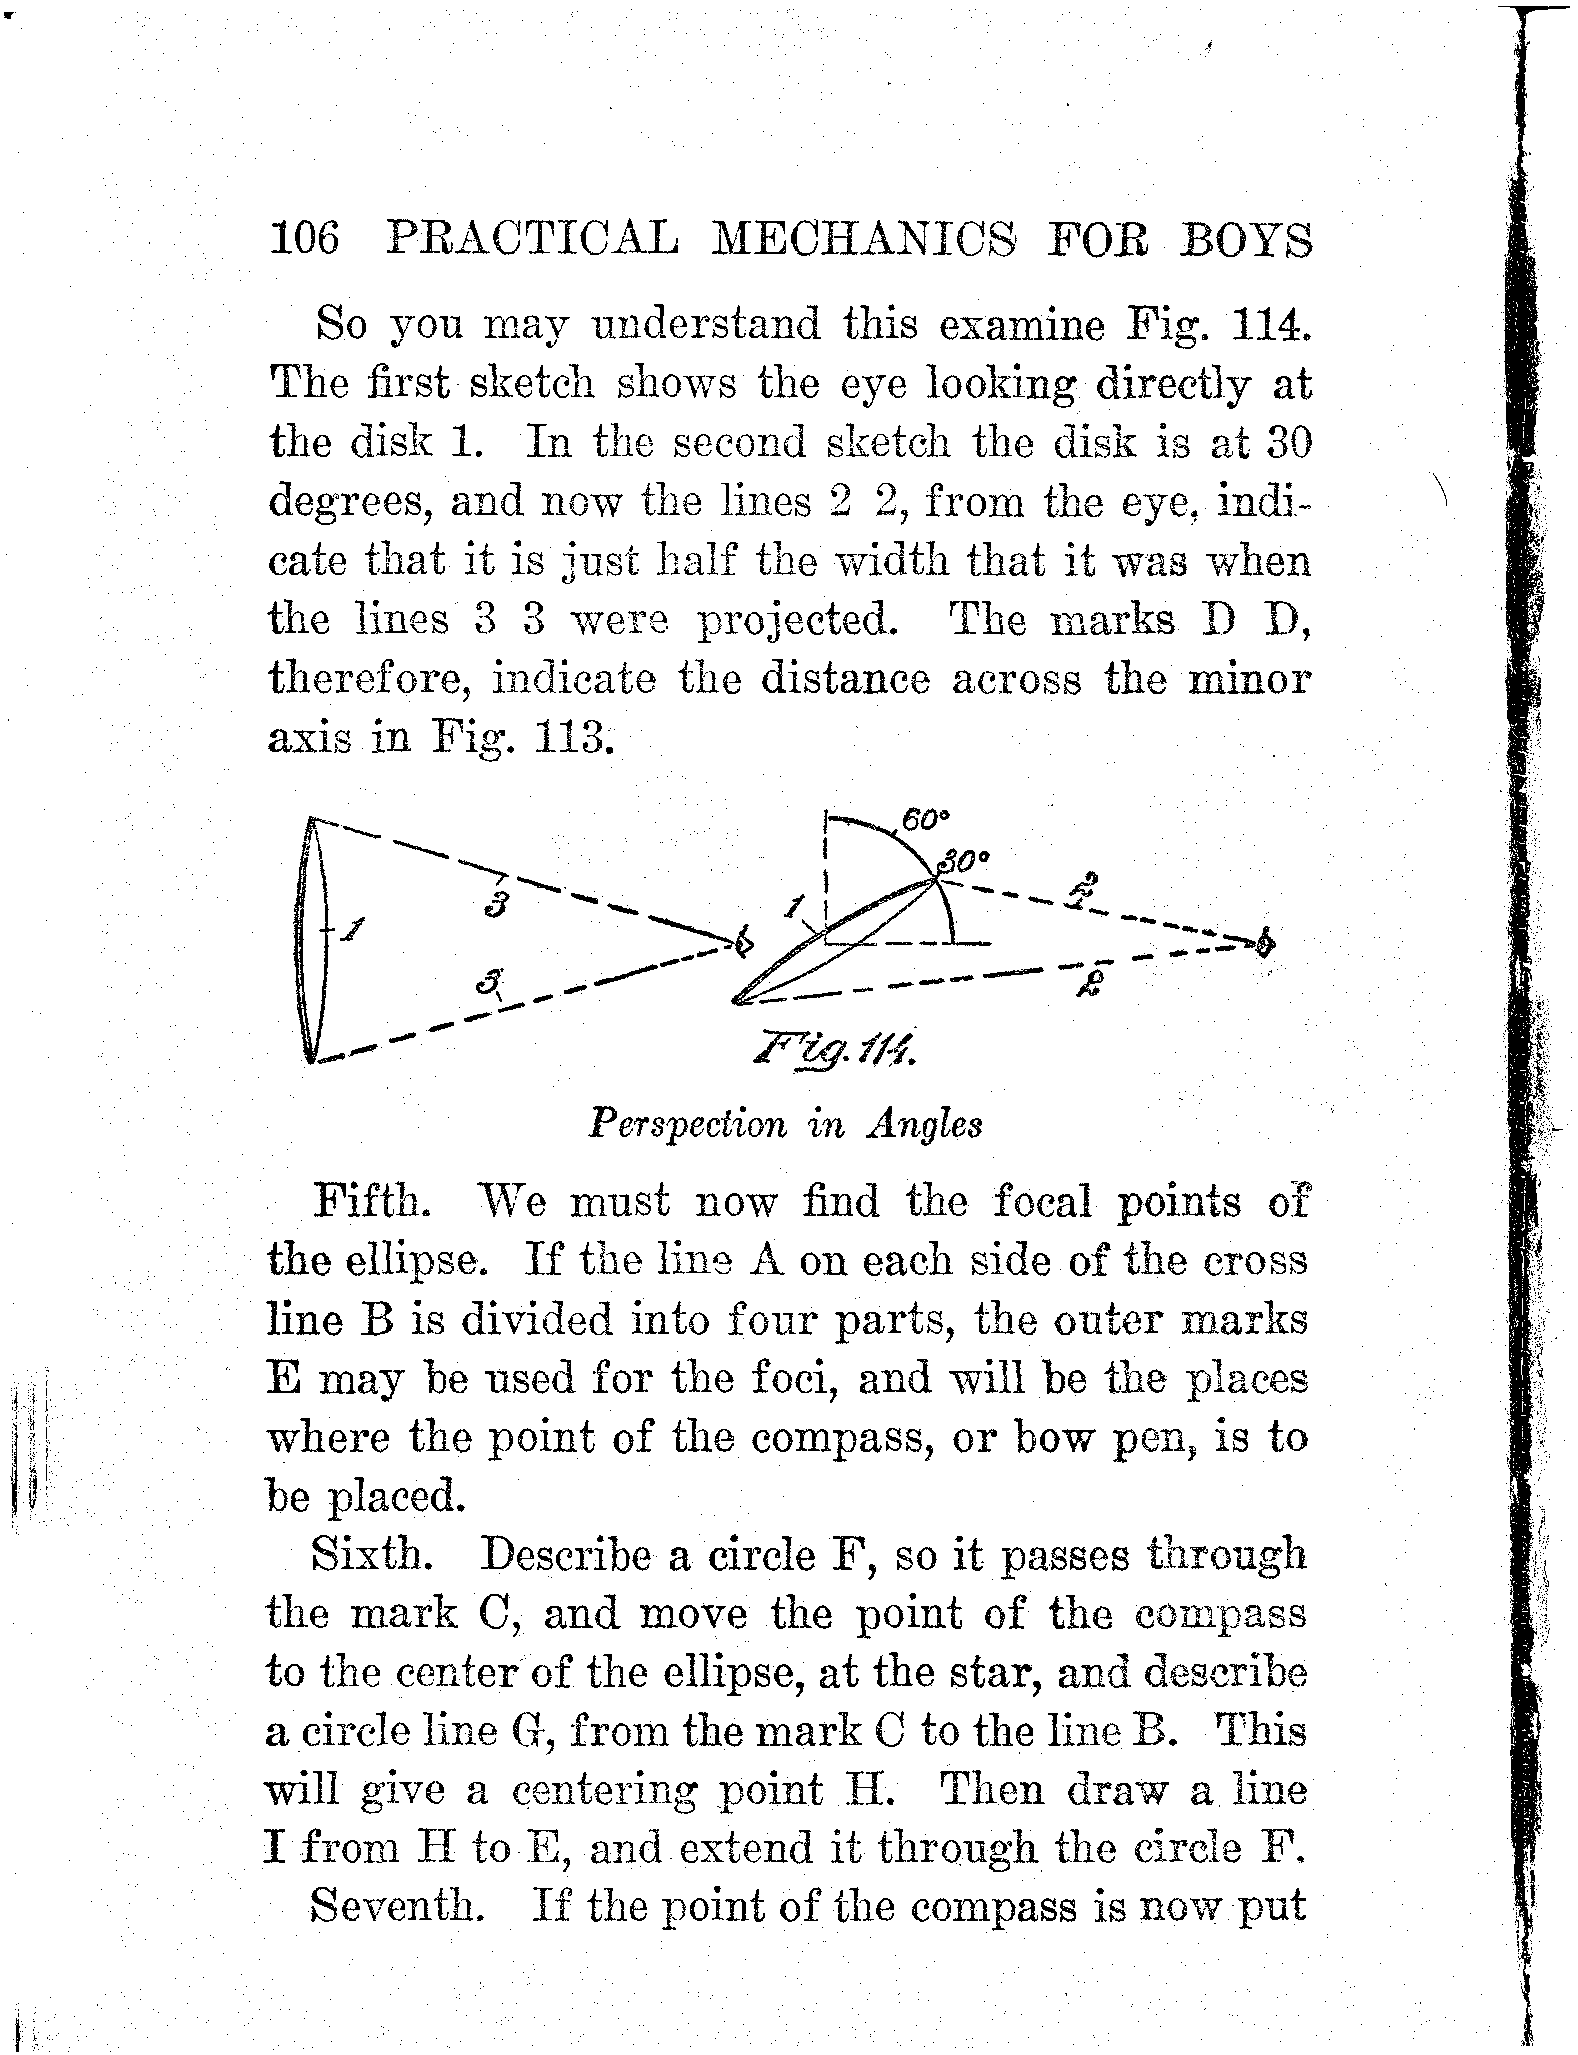 106 PRACTICAL MECHANICS FOR BOYS
So you may understand this examine Fig. 114.
The first sketch shows the eye looking directly at
the disk 1. In the second sketch the disk is at 30
degrees, and now the lines 2 2, from the eye, indi-
cate that it is just half the width that it was when
the lines 3 3 were projected. The marks D D,
therefore, indicate the distance across the minor
axis in Fig. 113.
60°
30°
3
1
3
1
2
2
Fig. 114.
Perspection in Angles
Fifth. We must now find the focal points of
the ellipse. If the line A on each side of the cross
line B is divided into four parts, the outer marks
E may be used for the foci, and will be the places
where the point of the compass, or bow pen, is to
be placed.
Sixth. Describe a circle F, so it passes through
the mark C, and move the point of the compass
to the center of the ellipse, at the star, and describe
a circle line G, from the mark C to the line B. This
will give a centering point H. Then draw a line
I from H to E, and extend it through the circle F.
Seventh. If the point of the compass is now put